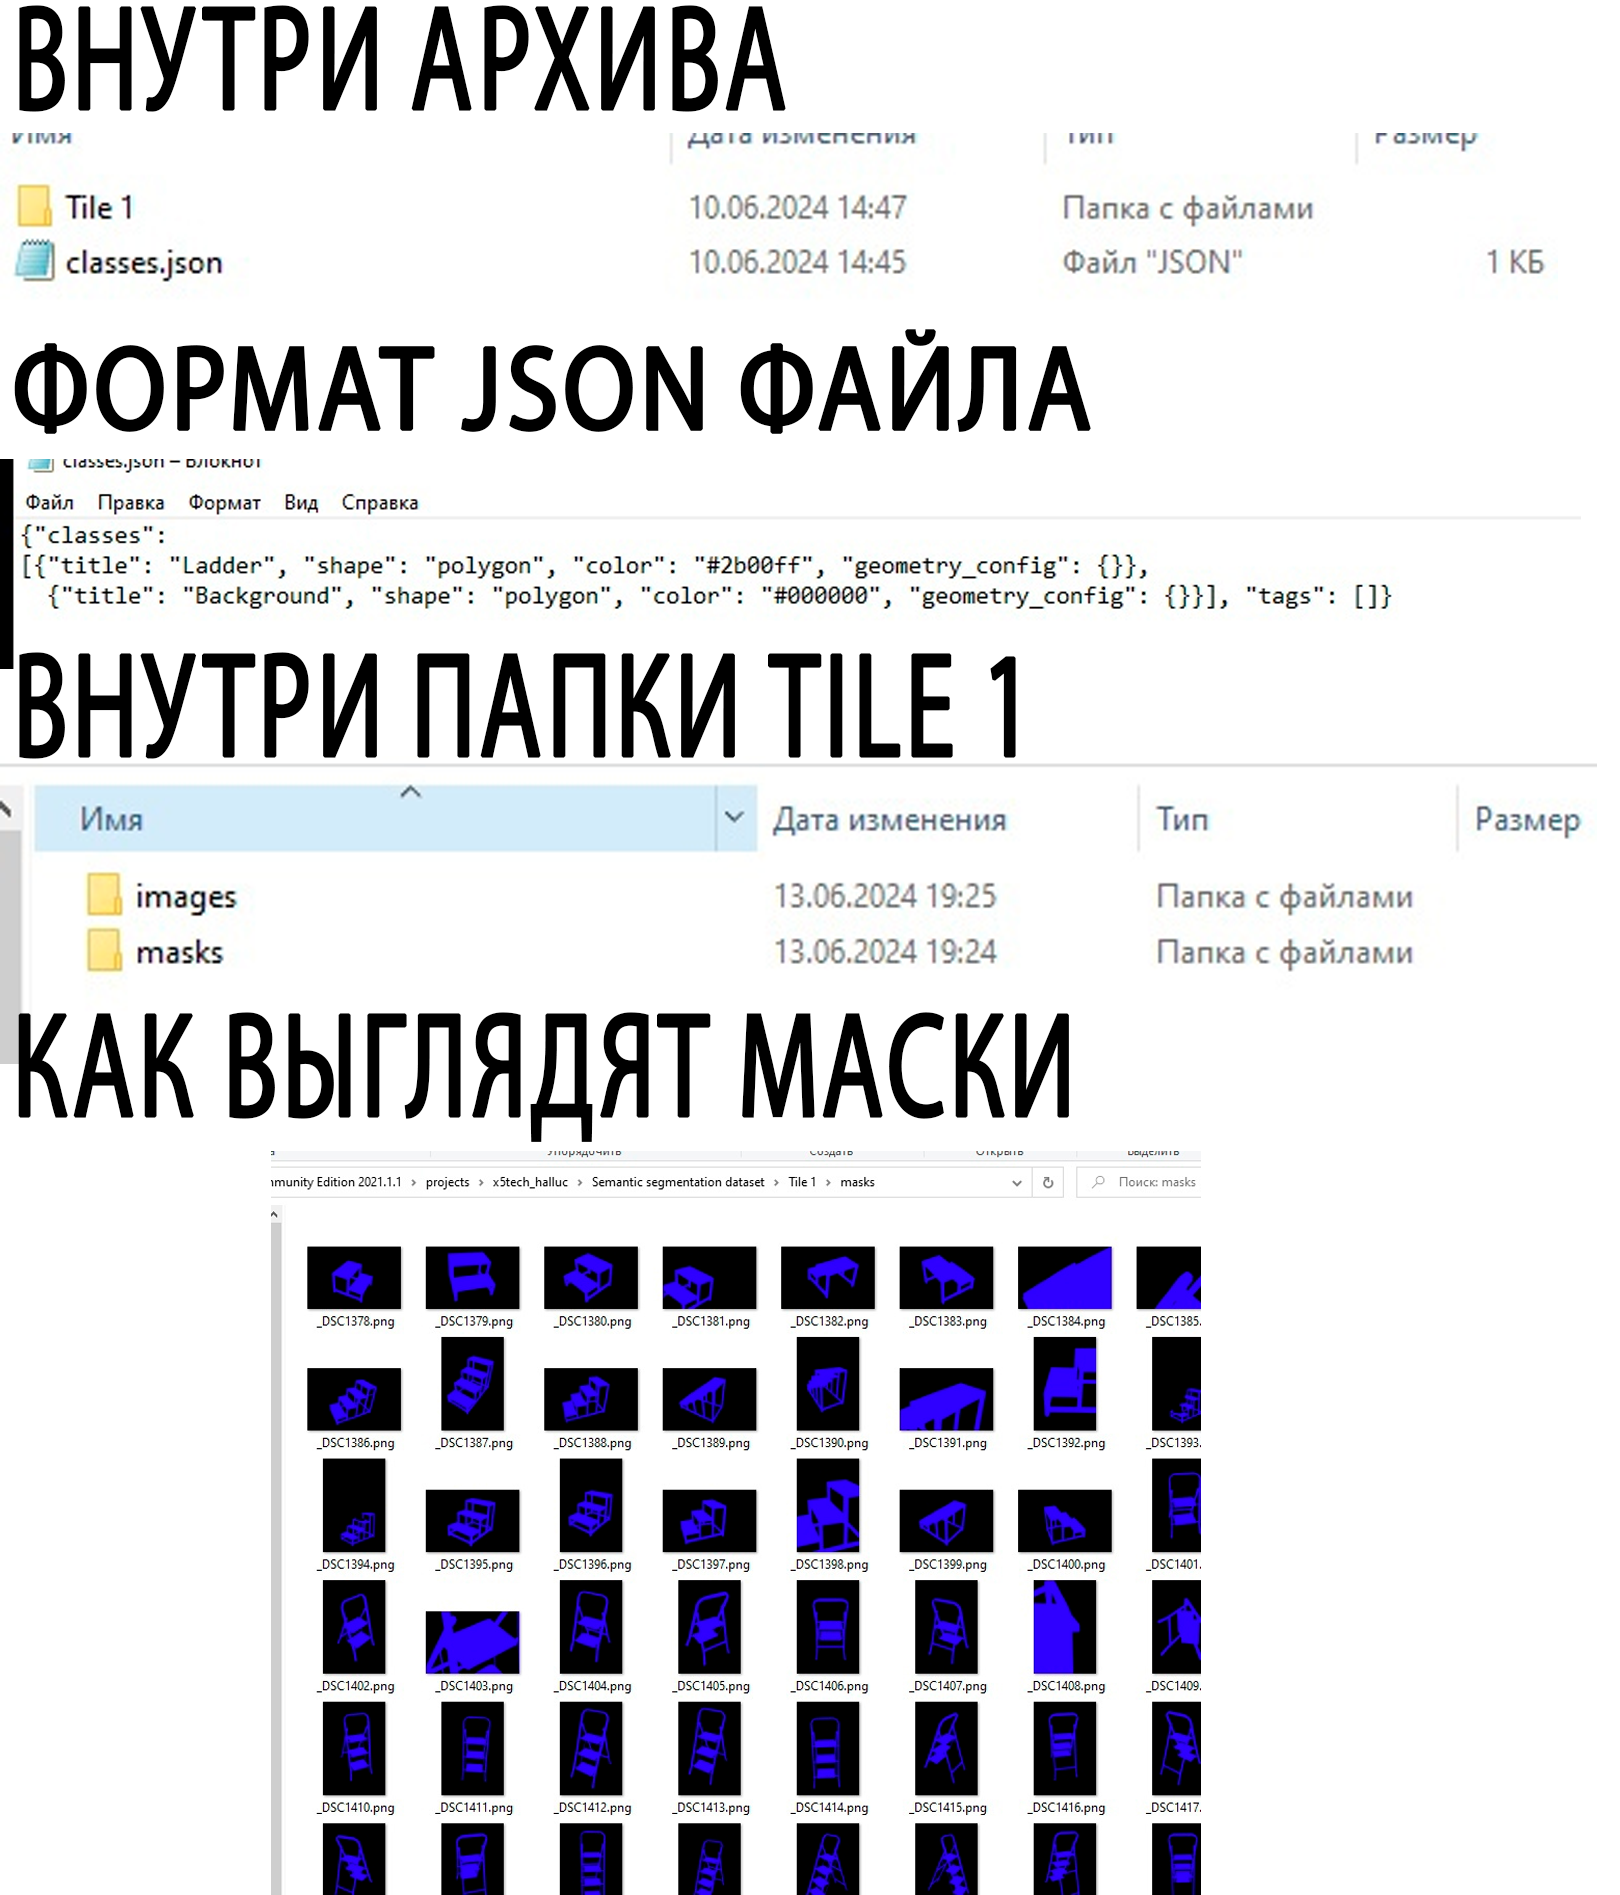 ВНУТРИ АРХИВА
Имя Дата изменения Тип Размер
Tile 1 10.06.2024 14:47 Папка с файлами
classes.json 10.06.2024 14:45 Файл "JSON" 1 КБ
ФОРМАТ JSON ФАЙЛА
classes.json – Блокнот
Файл Правка Формат Вид Справка
{"classes":
[{"title": "Ladder", "shape": "polygon", "color": "#2b00ff", "geometry_config": {}},
{"title": "Background", "shape": "polygon", "color": "#000000", "geometry_config": {}}], "tags": []}
ВНУТРИ ПАПКИ TILE 1
Имя Дата изменения Тип Размер
images 13.06.2024 19:25 Папка с файлами
masks 13.06.2024 19:24 Папка с файлами
КАК ВЫГЛЯДЯТ МАСКИ
Упорядочить Создать Открыть Выделить
mmunity Edition 2021.1.1 › projects › x5tech_halluc › Semantic segmentation dataset › Tile 1 › masks Поиск: masks
_DSC1378.png _DSC1379.png _DSC1380.png _DSC1381.png _DSC1382.png _DSC1383.png _DSC1384.png _DSC1385.
_DSC1386.png _DSC1387.png _DSC1388.png _DSC1389.png _DSC1390.png _DSC1391.png _DSC1392.png _DSC1393.
_DSC1394.png _DSC1395.png _DSC1396.png _DSC1397.png _DSC1398.png _DSC1399.png _DSC1400.png _DSC1401.
_DSC1402.png _DSC1403.png _DSC1404.png _DSC1405.png _DSC1406.png _DSC1407.png _DSC1408.png _DSC1409.
_DSC1410.png _DSC1411.png _DSC1412.png _DSC1413.png _DSC1414.png _DSC1415.png _DSC1416.png _DSC1417.